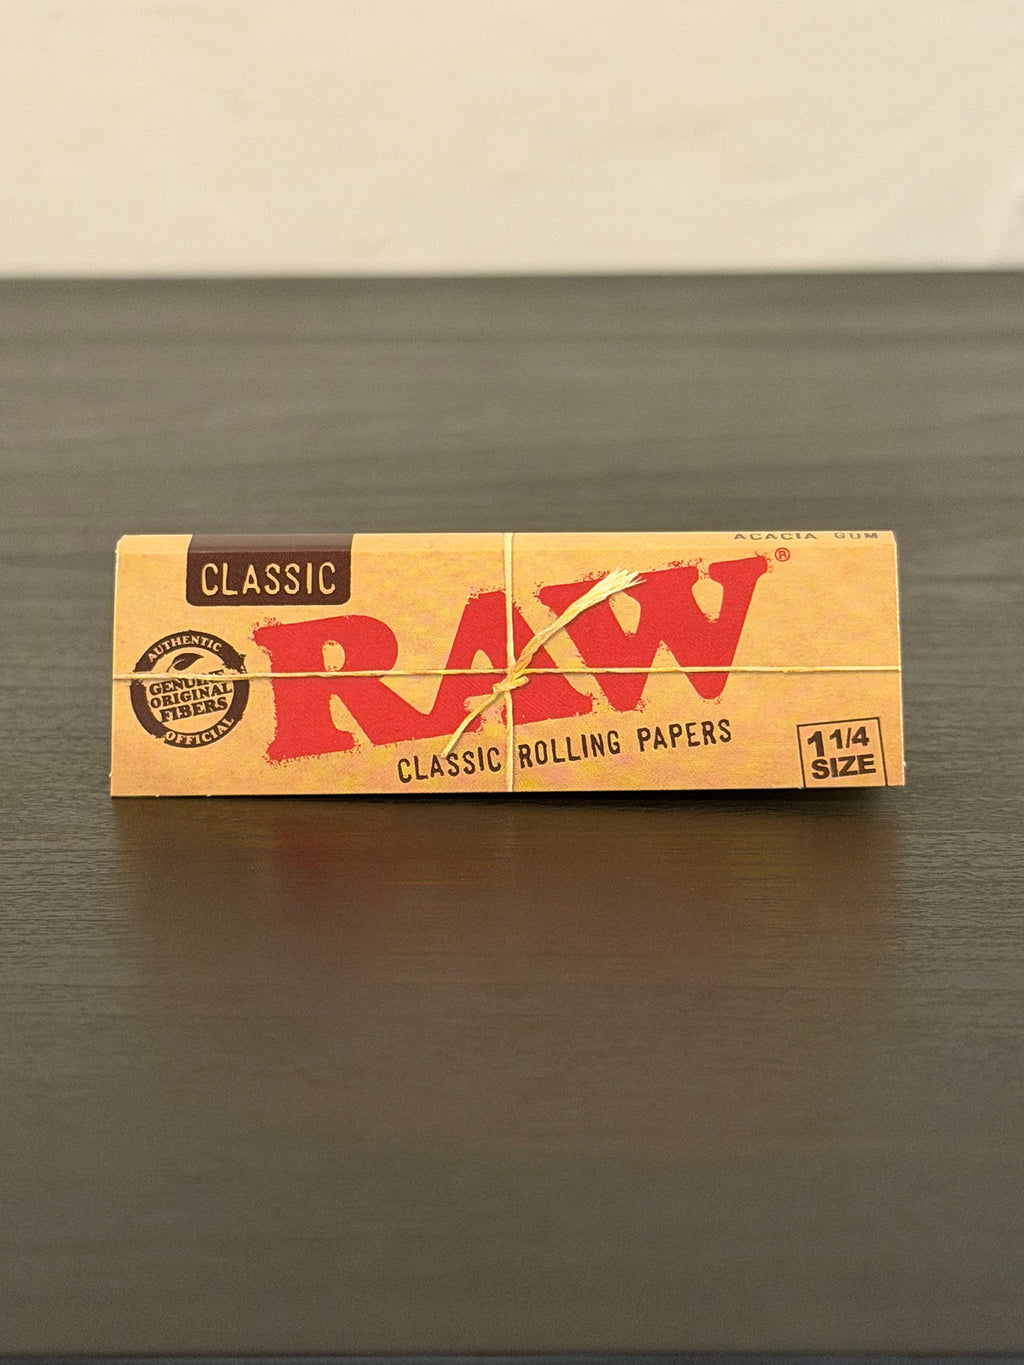 ACACIA GUM
CLASSIC
RAW®
AUTHENTIC
GENUINE
ORIGINAL
FIBERS
OFFICIAL
CLASSIC ROLLING PAPERS
1 1/4
SIZE